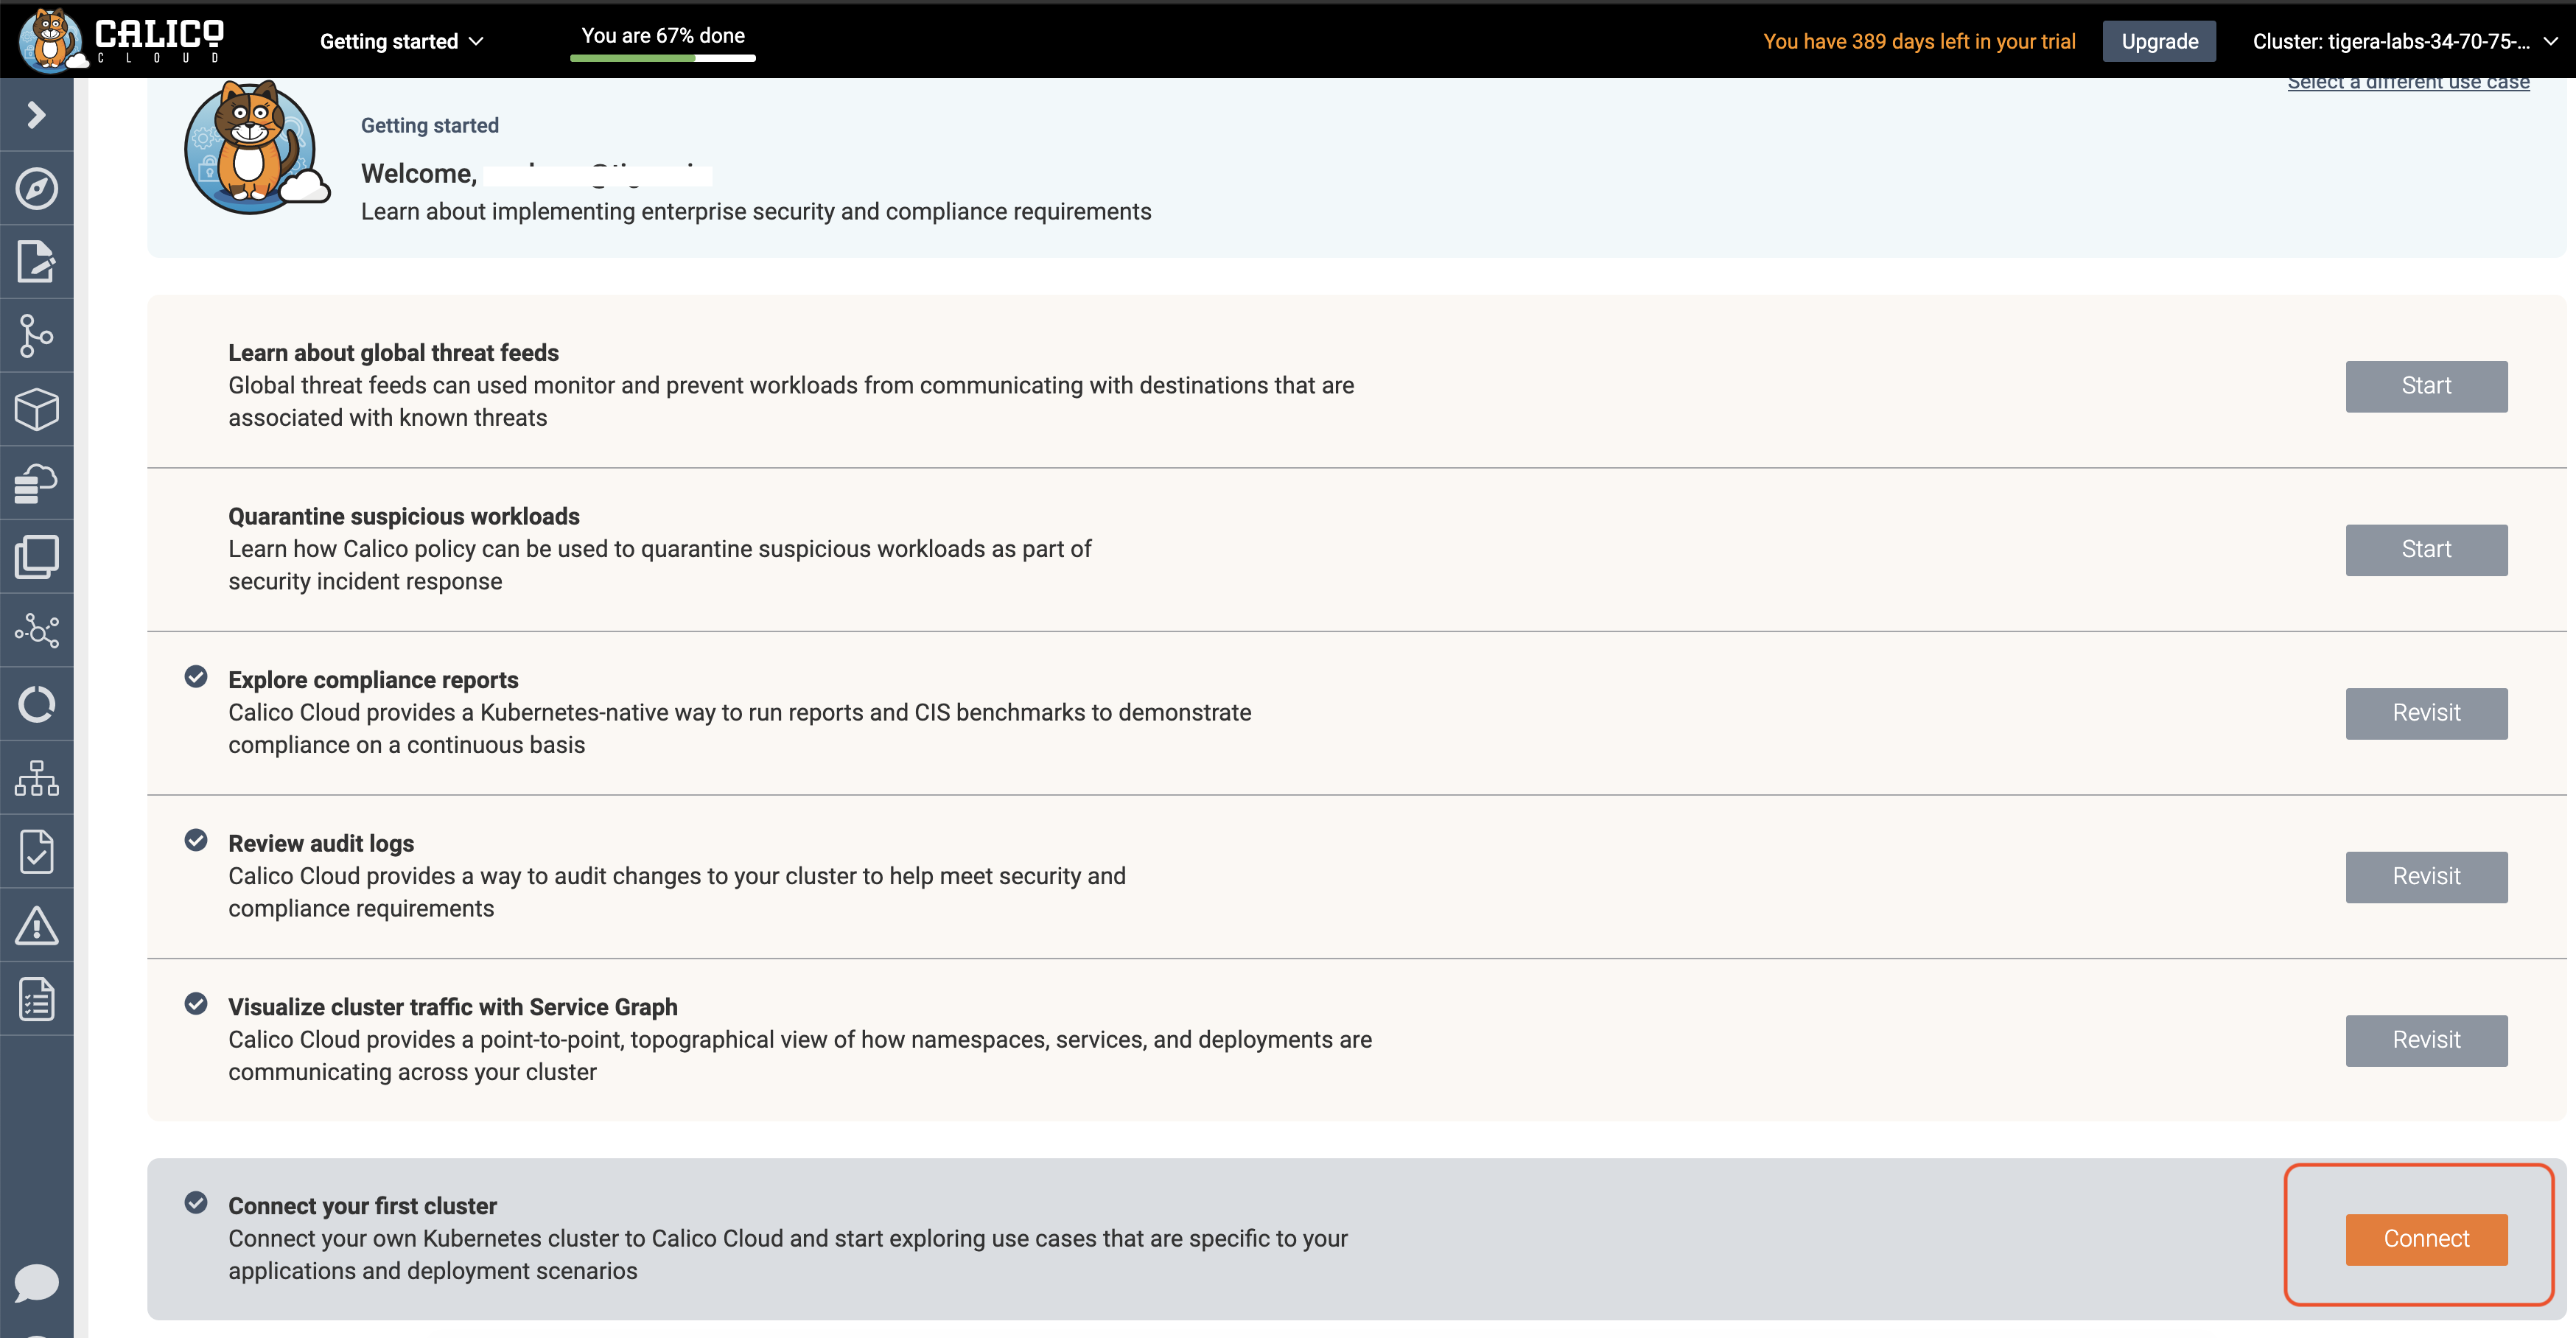 CALICO
CLOUD
Getting started
You are 67% done
You have 389 days left in your trial
Upgrade
Cluster: tigera-labs-34-70-75-...
Select a different use case
Getting started
Welcome,
Learn about implementing enterprise security and compliance requirements
Learn about global threat feeds
Global threat feeds can used monitor and prevent workloads from communicating with destinations that are
associated with known threats
Start
Quarantine suspicious workloads
Learn how Calico policy can be used to quarantine suspicious workloads as part of
security incident response
Start
Explore compliance reports
Calico Cloud provides a Kubernetes-native way to run reports and CIS benchmarks to demonstrate
compliance on a continuous basis
Revisit
Review audit logs
Calico Cloud provides a way to audit changes to your cluster to help meet security and
compliance requirements
Revisit
Visualize cluster traffic with Service Graph
Calico Cloud provides a point-to-point, topographical view of how namespaces, services, and deployments are
communicating across your cluster
Revisit
Connect your first cluster
Connect your own Kubernetes cluster to Calico Cloud and start exploring use cases that are specific to your
applications and deployment scenarios
Connect